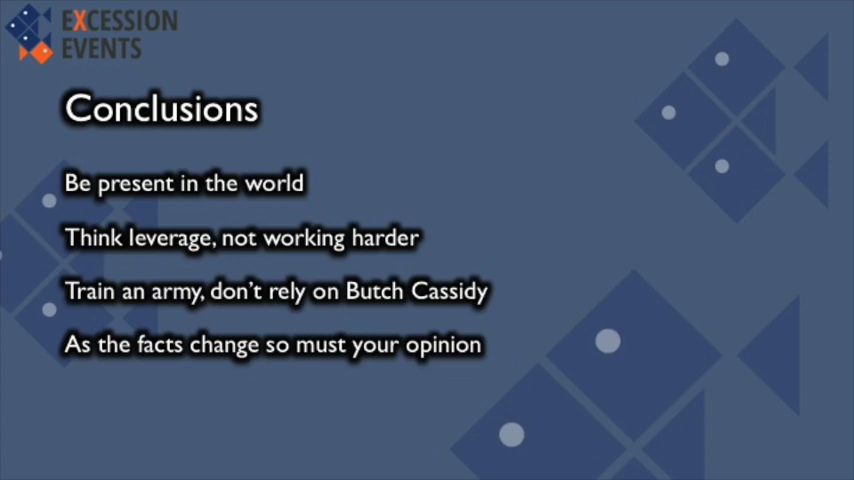 EXCESSION
EVENTS
Conclusions
Be present in the world
Think leverage, not working harder
Train an army, don't rely on Butch Cassidy
As the facts change so must your opinion